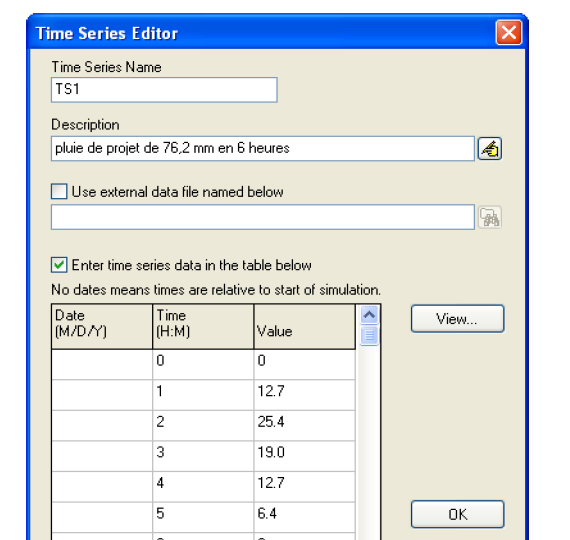 Time Series Editor
Time Series Name
TS1
Description
pluie de projet de 76,2 mm en 6 heures
Use external data file named below
Enter time series data in the table below
No dates means times are relative to start of simulation.
Date (M/D/Y) Time (H:M) Value
View...
0 0
1 12.7
2 25.4
3 19.0
4 12.7
5 6.4
OK